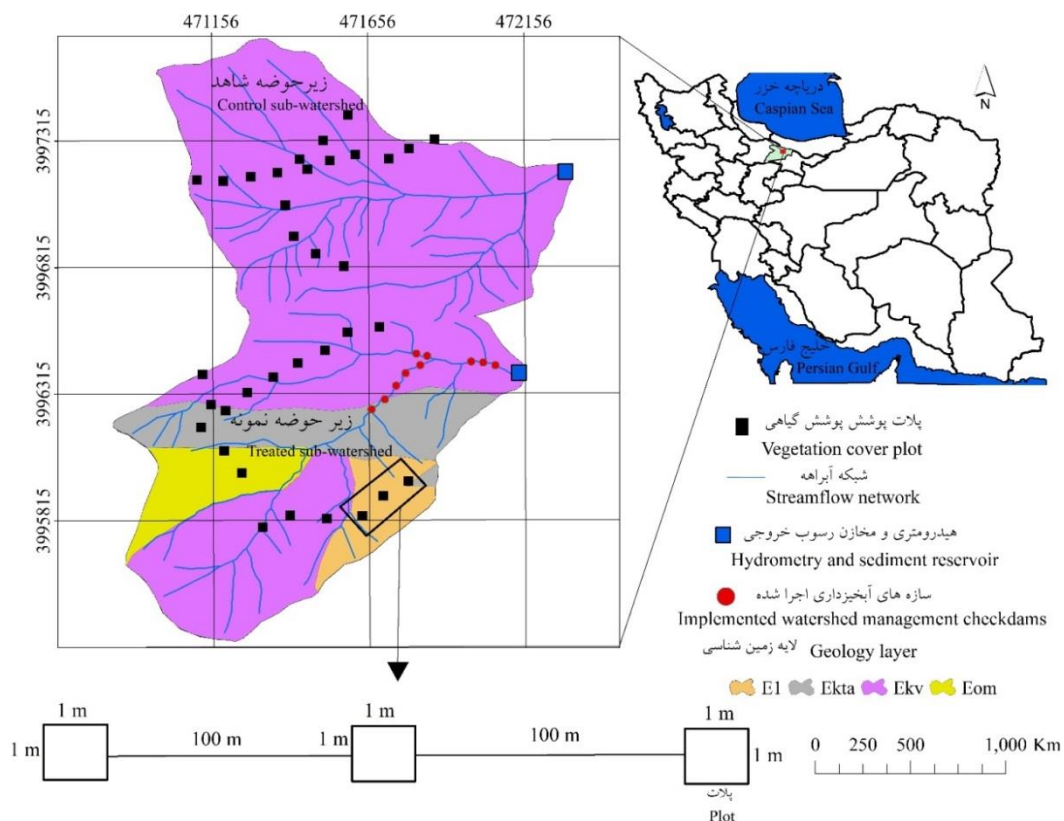 471156
471656
472156
3997315
3996815
3996315
3995815
زیرحوضه شاهد
Control sub-watershed
زیر حوضه نمونه
Treated sub-watershed
دریاچه خزر
Caspian Sea
خلیج فارس
Persian Gulf
N
پلات پوشش پوشش گیاهی
Vegetation cover plot
شبکه آبراهه
Streamflow network
هیدرومتری و مخازن رسوب خروجی
Hydrometry and sediment reservoir
سازه های آبخیزداری اجرا شده
Implemented watershed management checkdams
لایه زمین شناسی Geology layer
E1 Ekta Ekv Eom
1 m
1 m
100 m
1 m
1 m
100 m
1 m
1 m
پلات
Plot
0 250 500 1,000 Km